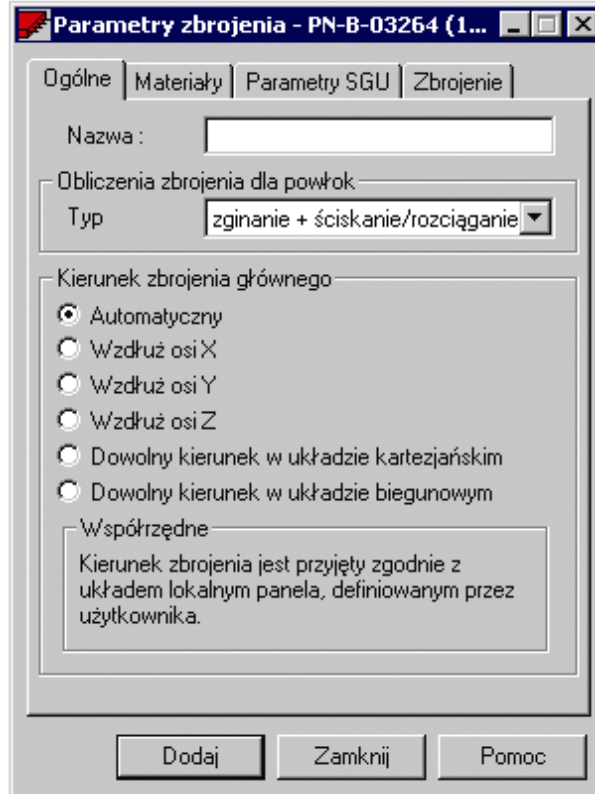 Parametry zbrojenia - PN-B-03264 (1...
Ogólne Materiały Parametry SGU Zbrojenie
Nazwa :
Obliczenia zbrojenia dla powłok
Typ zginanie + ściskanie/rozciąganie
Kierunek zbrojenia głównego
Automatyczny
Wzdłuż osi X
Wzdłuż osi Y
Wzdłuż osi Z
Dowolny kierunek w układzie kartezjańskim
Dowolny kierunek w układzie biegunowym
Współrzędne
Kierunek zbrojenia jest przyjęty zgodnie z
układem lokalnym panela, definiowanym przez
użytkownika.
Dodaj Zamknij Pomoc